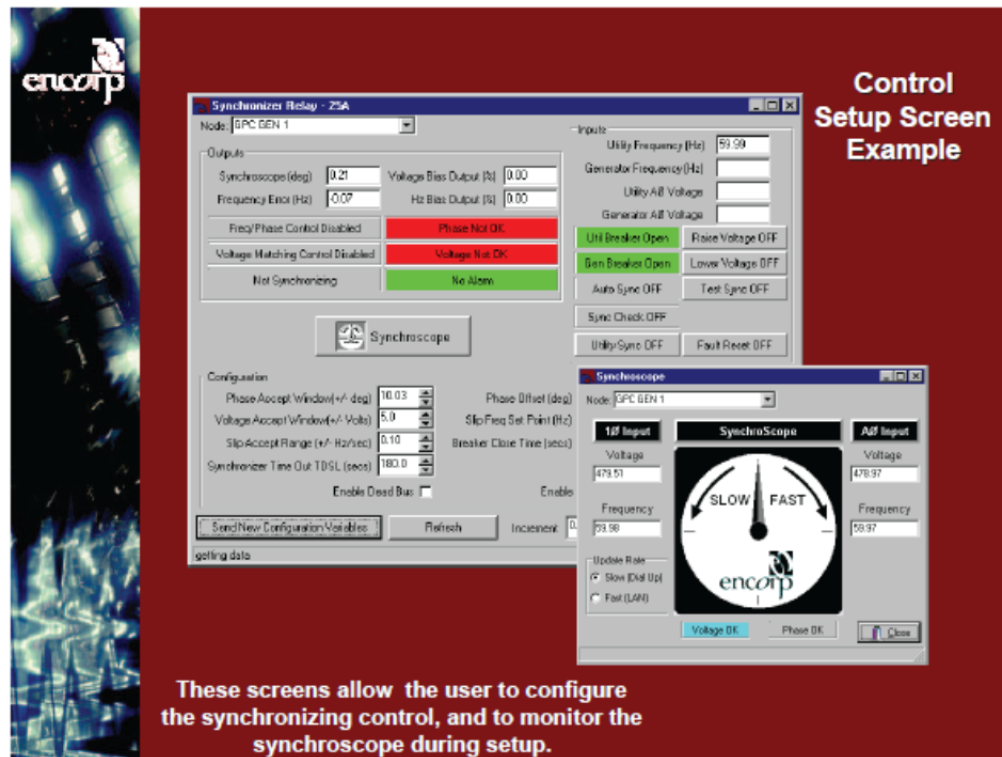 encorp
Control
Setup Screen
Example
Synchronizer Relay - 25A
Node: GPC GEN 1
Outputs
Synchroscope (deg) 0.21 Voltage Bias Output (%) 0.00
Frequency Error (Hz) -0.07 Hz Bias Output (%) 0.00
Freq/Phase Control Disabled Phase Not OK
Voltage Matching Control Disabled Voltage Not OK
Not Synchronizing No Alarm
Synchroscope
Inputs
Utility Frequency (Hz) 59.99
Generator Frequency (Hz)
Utility AØ Voltage
Generator AØ Voltage
Util Breaker Open Raise Voltage OFF
Gen Breaker Open Lower Voltage OFF
Auto Sync OFF Test Sync OFF
Sync Check OFF
Utility Sync OFF Fault Reset OFF
Configuration
Phase Accept Window(+/- deg) 10.03 Phase Offset (deg)
Voltage Accept Window(+/- Volts) 5.0 Slip Freq Set Point (Hz)
Slip Accept Range (+/- Hz/sec) 0.10 Breaker Close Time (secs)
Synchronizer Time Out TDSL (secs) 180.0
Enable Dead Bus Enable
Send New Configuration Variables Refresh Increment
getting data
Synchroscope
Node: GPC GEN 1
1Ø Input SynchroScope AØ Input
Voltage Voltage
479.51 478.97
SLOW FAST
Frequency Frequency
59.98 59.97
Update Rate
Slow (Dial Up)
Fast (LAN)
encorp
Voltage OK Phase OK Close
These screens allow the user to configure
the synchronizing control, and to monitor the
synchroscope during setup.